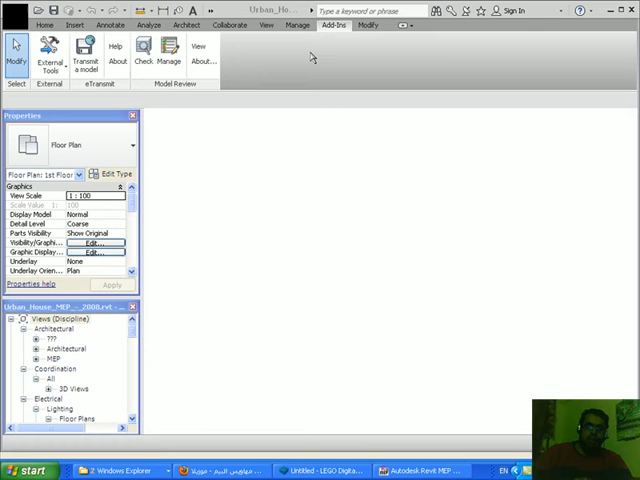 Urban_Ho...
Type a keyword or phrase
Sign In
Home Insert Annotate Analyze Architect Collaborate View Manage Add-Ins Modify
Modify
External Tools
Transmit a model
Help
About
Check
Manage
View
About...
Select External eTransmit Model Review
Properties
Floor Plan
Floor Plan: 1st Floor
Edit Type
Graphics
View Scale 1 : 100
Scale Value 1: 100
Display Model Normal
Detail Level Coarse
Parts Visibility Show Original
Visibility/Graphi... Edit...
Graphic Display... Edit...
Underlay None
Underlay Orien... Plan
Properties help
Apply
Urban_House_MEP_-_2008.rvt - ...
Views (Discipline)
Architectural
???
Architectural
MEP
Coordination
All
3D Views
Electrical
Lighting
Floor Plans
start
2 Windows Explorer
مهاويس البيم - موزيلا ...
Untitled - LEGO Digita...
Autodesk Revit MEP ...
EN